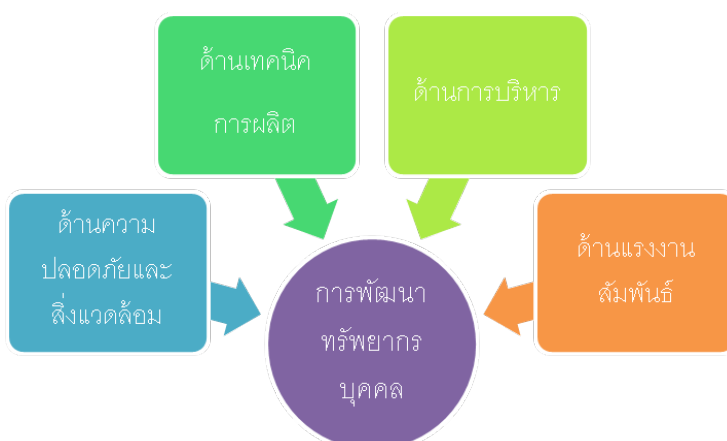 ด้านเทคนิค
การผลิต
ด้านการบริหาร
ด้านความ
ปลอดภัยและ
สิ่งแวดล้อม
ด้านแรงงาน
สัมพันธ์
การพัฒนา
ทรัพยากร
บุคคล